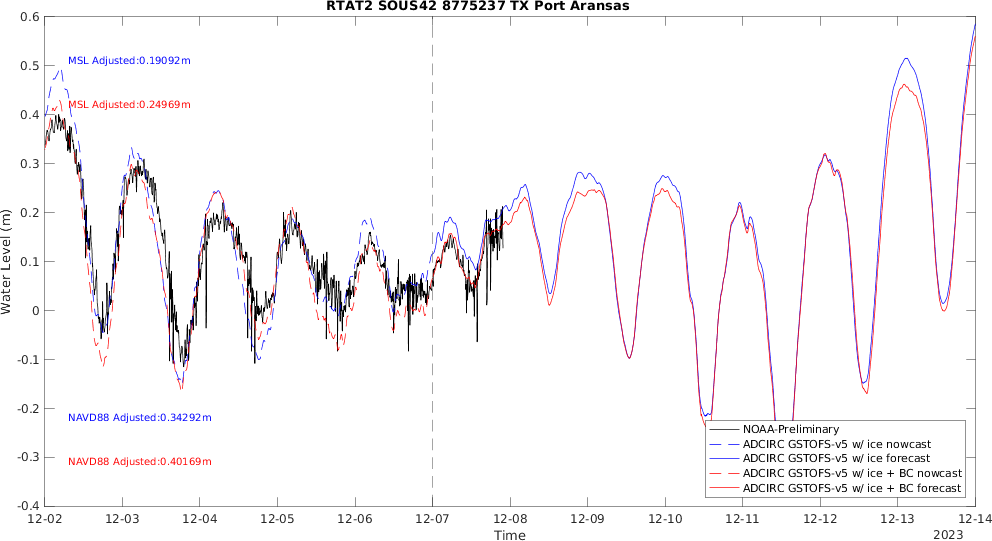 RTAT2 SOUS42 8775237 TX Port Aransas
Water Level (m)
0.6
0.5
0.4
0.3
0.2
0.1
0
-0.1
-0.2
-0.3
-0.4
MSL Adjusted:0.19092m
MSL Adjusted:0.24969m
NAVD88 Adjusted:0.34292m
NAVD88 Adjusted:0.40169m
NOAA-Preliminary
ADCIRC GSTOFS-v5 w/ ice nowcast
ADCIRC GSTOFS-v5 w/ ice forecast
ADCIRC GSTOFS-v5 w/ ice + BC nowcast
ADCIRC GSTOFS-v5 w/ ice + BC forecast
12-02 12-03 12-04 12-05 12-06 12-07 12-08 12-09 12-10 12-11 12-12 12-13 12-14
Time
2023